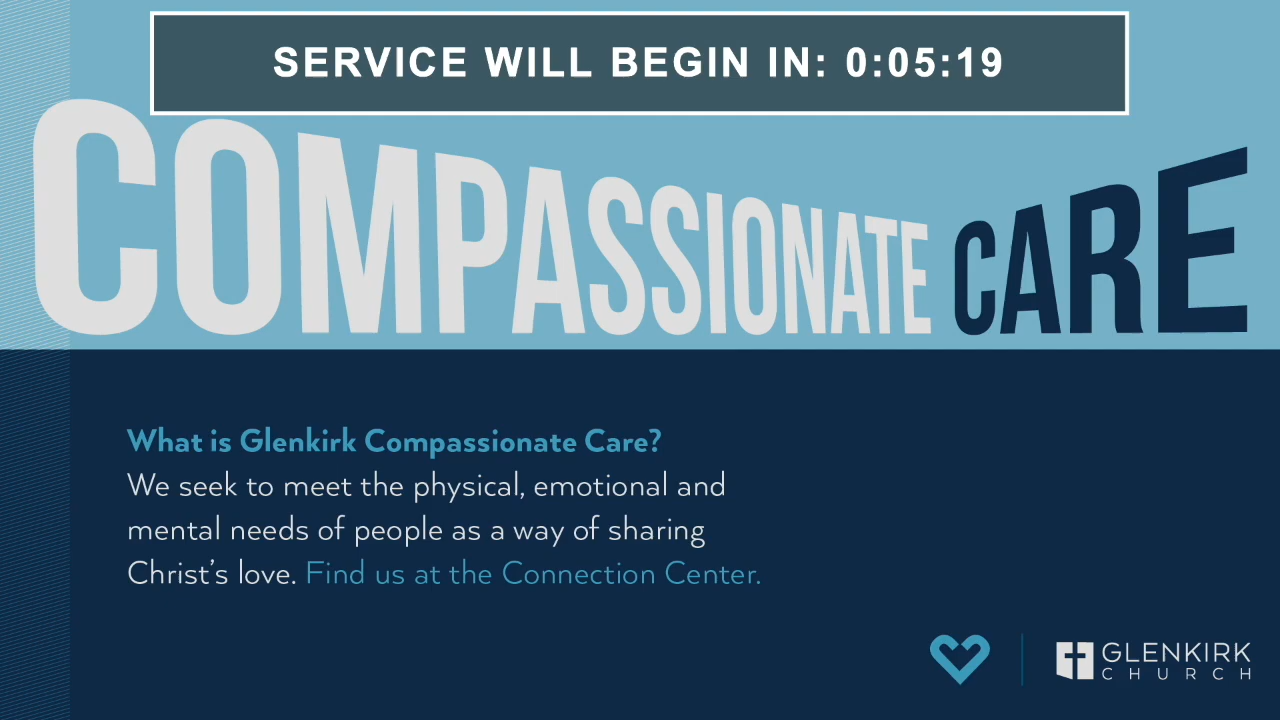 SERVICE WILL BEGIN IN: 0:05:19
COMPASSIONATE CARE
What is Glenkirk Compassionate Care?
We seek to meet the physical, emotional and
mental needs of people as a way of sharing
Christ’s love. Find us at the Connection Center.
GLENKIRK
CHURCH